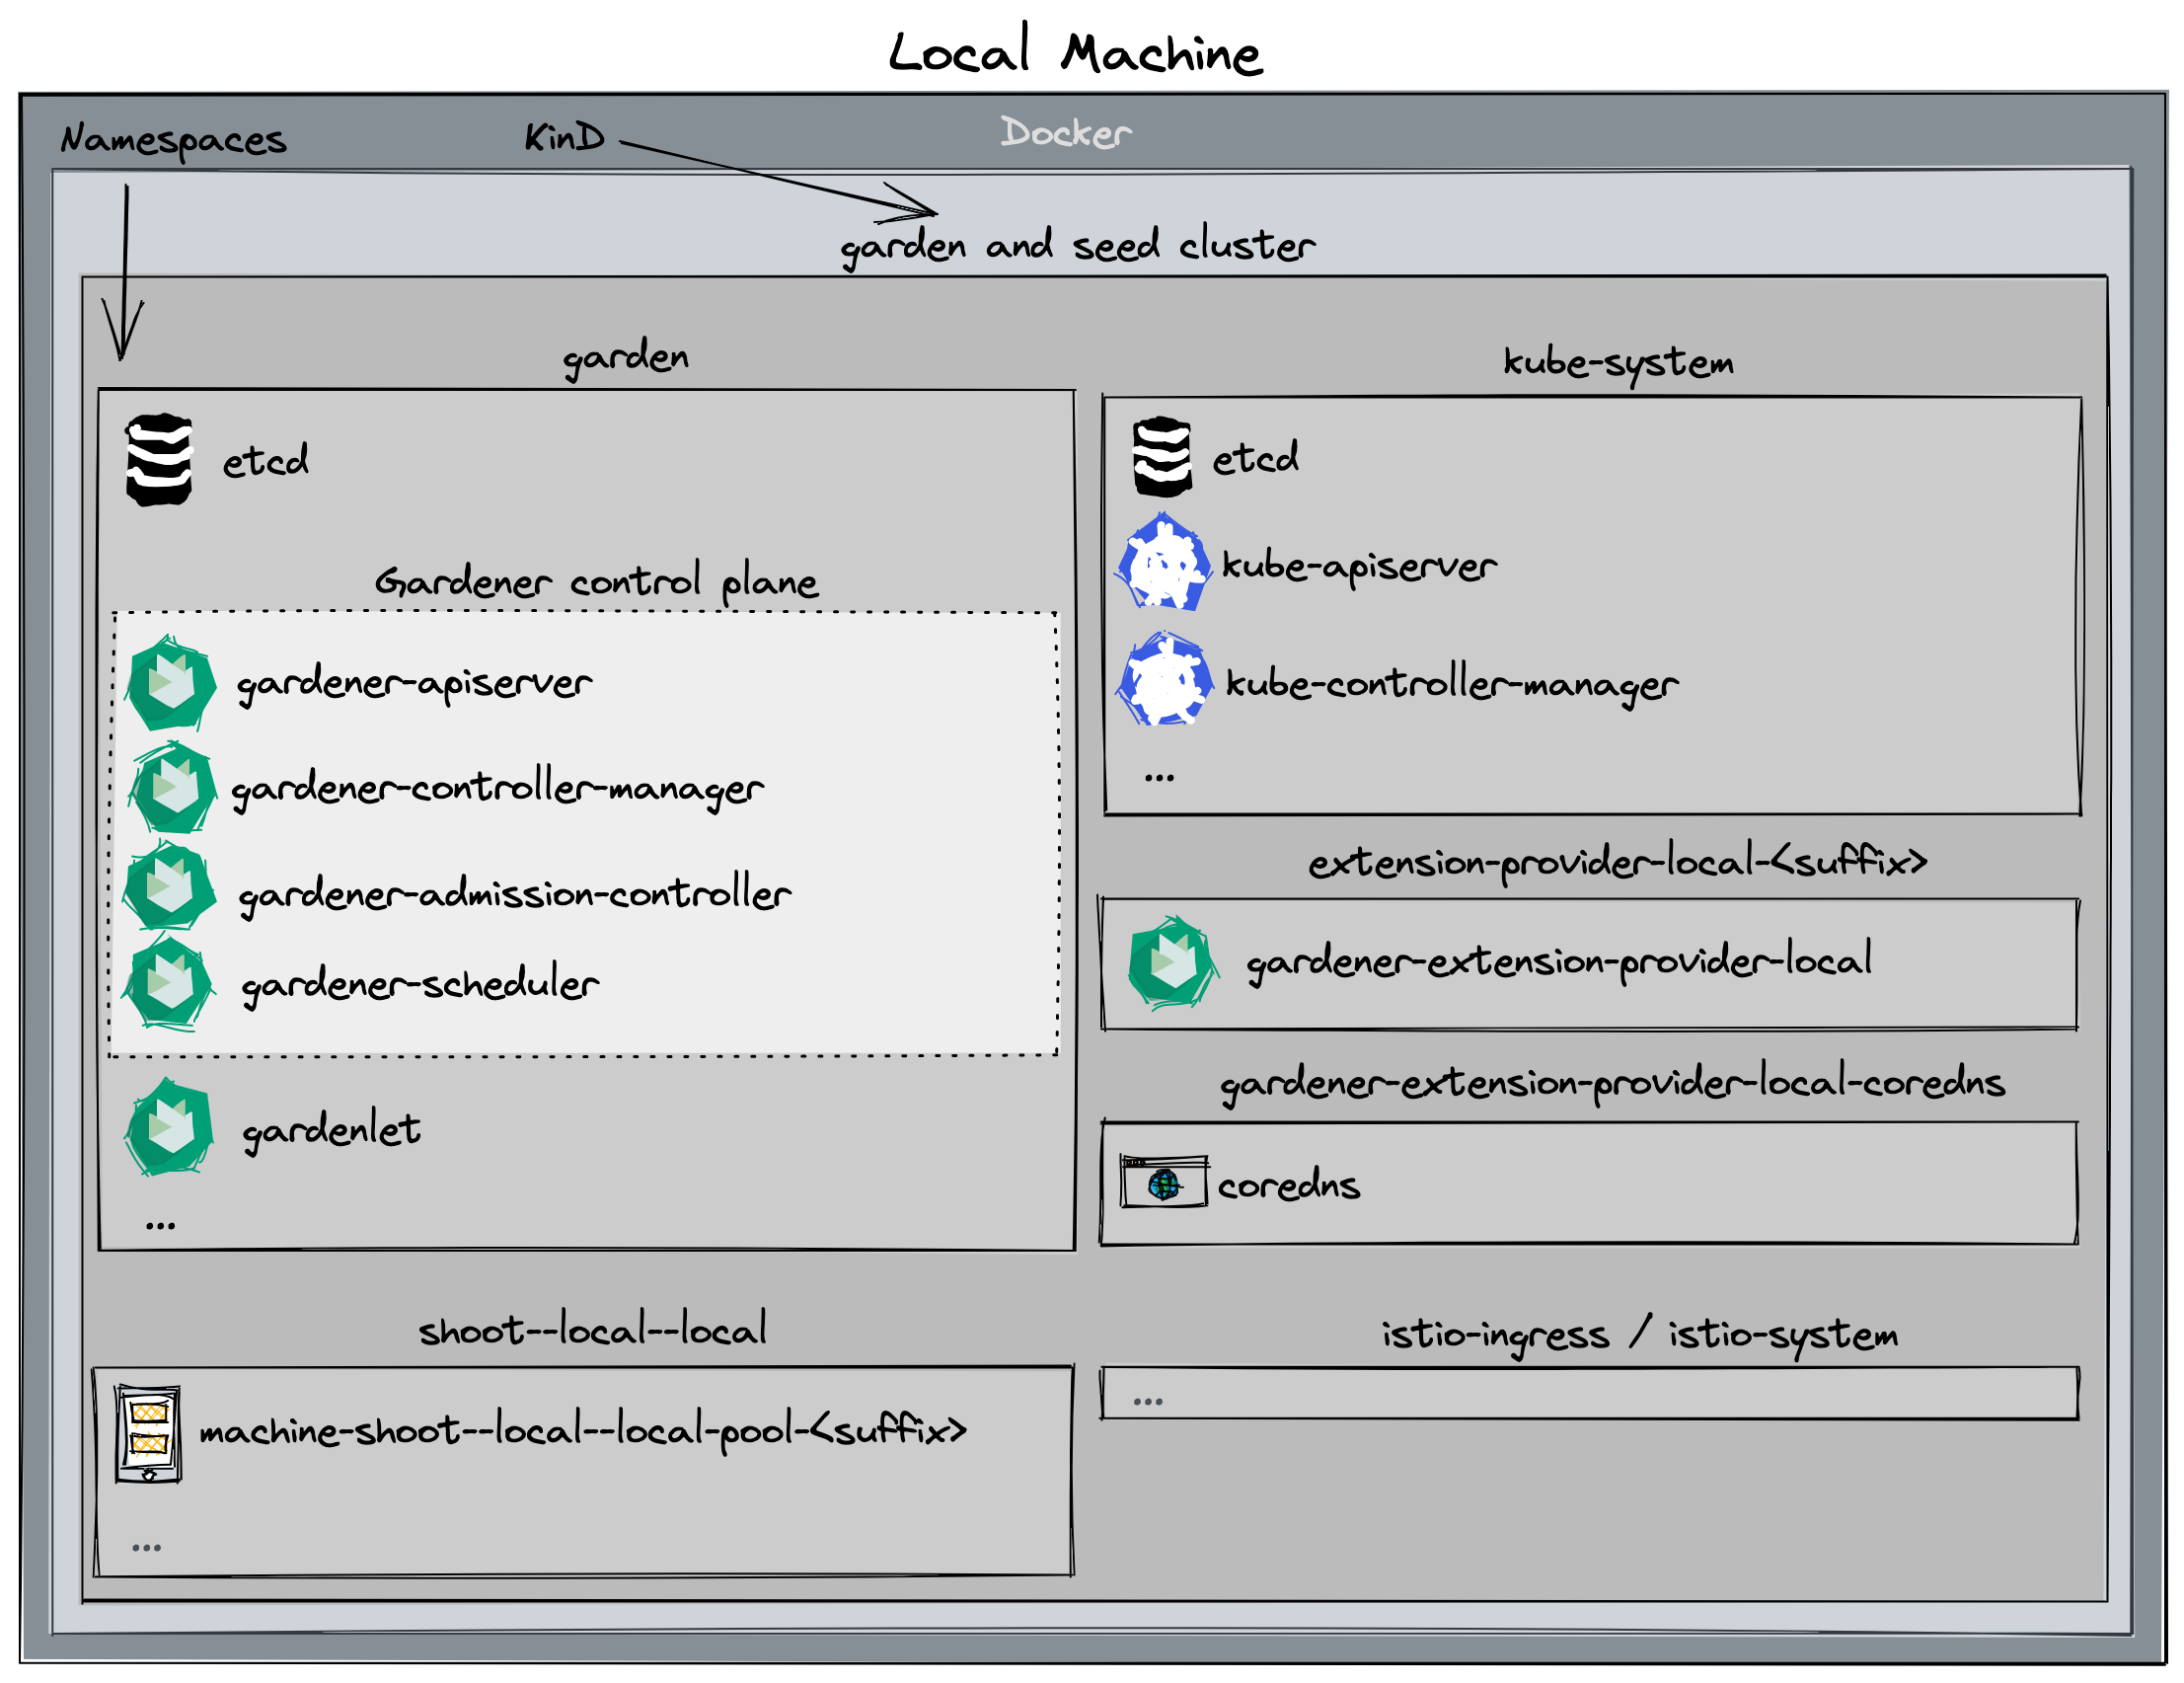 Local Machine
Namespaces
KinD
Docker
garden and seed cluster
garden
etcd
Gardener control plane
gardener-apiserver
gardener-controller-manager
gardener-admission-controller
gardener-scheduler
gardenlet
...
kube-system
etcd
kube-apiserver
kube-controller-manager
...
extension-provider-local-<suffix>
gardener-extension-provider-local
gardener-extension-provider-local-coredns
coredns
shoot--local--local
machine-shoot--local--local-pool-<suffix>
...
istio-ingress / istio-system
...